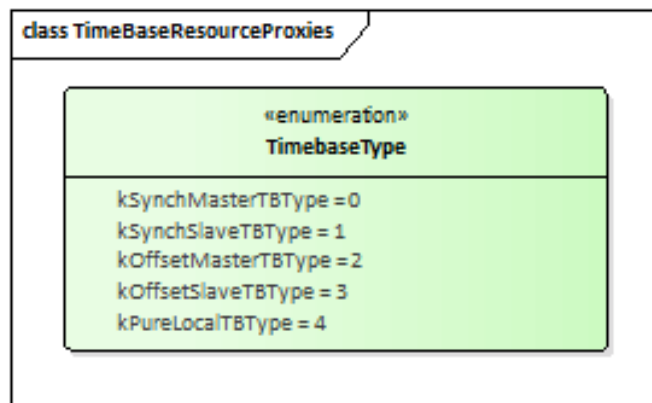 class TimeBaseResourceProxies
«enumeration»
TimebaseType
kSynchMasterTBType = 0
kSynchSlaveTBType = 1
kOffsetMasterTBType = 2
kOffsetSlaveTBType = 3
kPureLocalTBType = 4